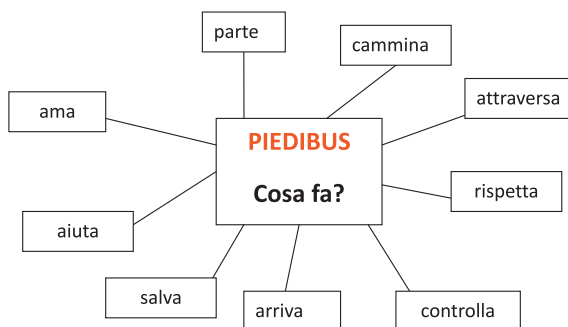 parte
cammina
ama
attraversa
PIEDIBUS
Cosa fa?
rispetta
aiuta
salva
arriva
controlla